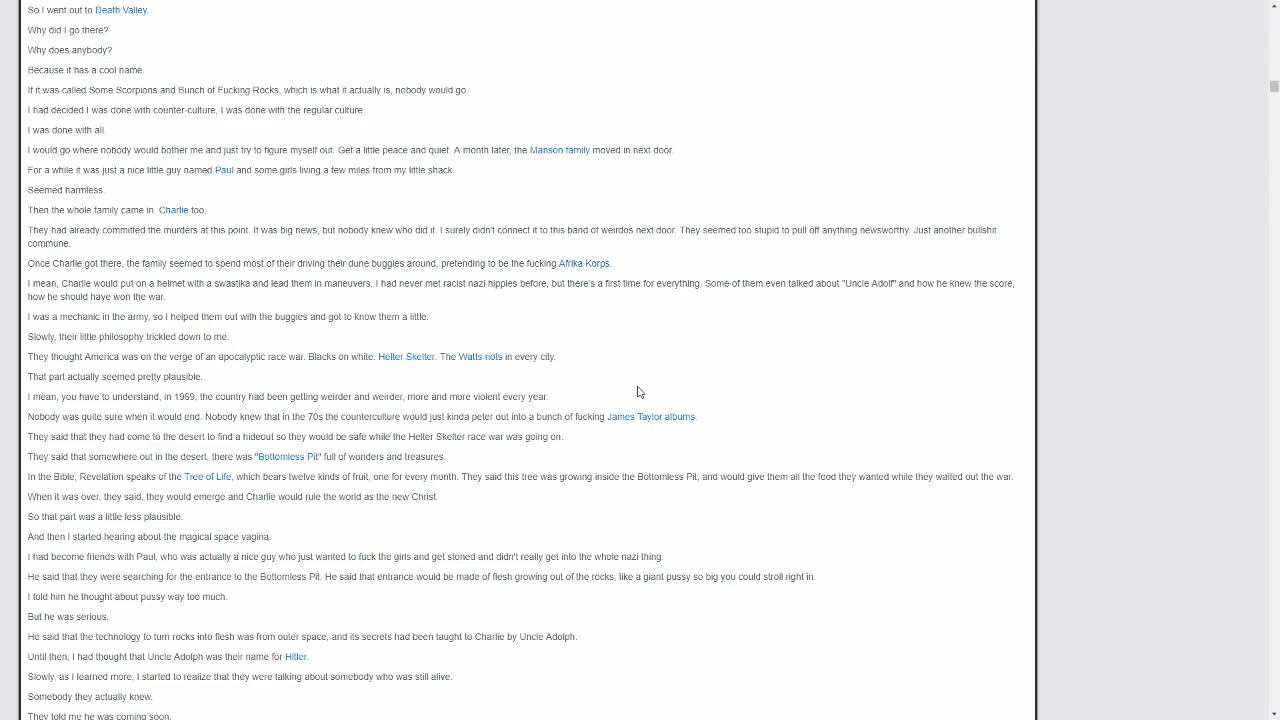 So I went out to Death Valley.
Why did I go there?
Why does anybody?
Because it has a cool name.
If it was called Some Scorpions and Bunch of Fucking Rocks, which is what it actually is, nobody would go.
I had decided I was done with counter-culture, I was done with the regular culture.
I was done with all.
I would go where nobody would bother me and just try to figure myself out. Get a little peace and quiet. A month later, the Manson family moved in next door.
For a while it was just a nice little guy named Paul and some girls living a few miles from my little shack.
Seemed harmless.
Then the whole family came in. Charlie too.
They had already committed the murders at this point. It was big news, but nobody knew who did it. I surely didn't connect it to this band of weirdos next door. They seemed too stupid to pull off anything newsworthy. Just another bullshit
commune.
Once Charlie got there, the family seemed to spend most of their driving their dune buggies around, pretending to be the fucking Afrika Korps.
I mean, Charlie would put on a helmet with a swastika and lead them in maneuvers. I had never met racist nazi hippies before, but there's a first time for everything. Some of them even talked about "Uncle Adolf" and how he knew the score,
how he should have won the war.
I was a mechanic in the army, so I helped them out with the buggies and got to know them a little.
Slowly, their little philosophy trickled down to me.
They thought America was on the verge of an apocalyptic race war. Blacks on white. Helter Skelter. The Watts riots in every city.
That part actually seemed pretty plausible.
I mean, you have to understand, in 1969, the country had been getting weirder and weirder, more and more violent every year.
Nobody was quite sure when it would end. Nobody knew that in the 70s the counterculture would just kinda peter out into a bunch of fucking James Taylor albums.
They said that they had come to the desert to find a hideout so they would be safe while the Helter Skelter race war was going on.
They said that somewhere out in the desert, there was "Bottomless Pit" full of wonders and treasures.
In the Bible, Revelation speaks of the Tree of Life, which bears twelve kinds of fruit, one for every month. They said this tree was growing inside the Bottomless Pit, and would give them all the food they wanted while they waited out the war.
When it was over, they said, they would emerge and Charlie would rule the world as the new Christ.
So that part was a little less plausible.
And then I started hearing about the magical space vagina.
I had become friends with Paul, who was actually a nice guy who just wanted to fuck the girls and get stoned and didn't really get into the whole nazi thing.
He said that they were searching for the entrance to the Bottomless Pit. He said that entrance would be made of flesh growing out of the rocks, like a giant pussy so big you could stroll right in.
I told him he thought about pussy way too much.
But he was serious.
He said that the technology to turn rocks into flesh was from outer space, and its secrets had been taught to Charlie by Uncle Adolph.
Until then, I had thought that Uncle Adolph was their name for Hitler.
Slowly, as I learned more, I started to realize that they were talking about somebody who was still alive.
Somebody they actually knew.
They told me he was coming soon.